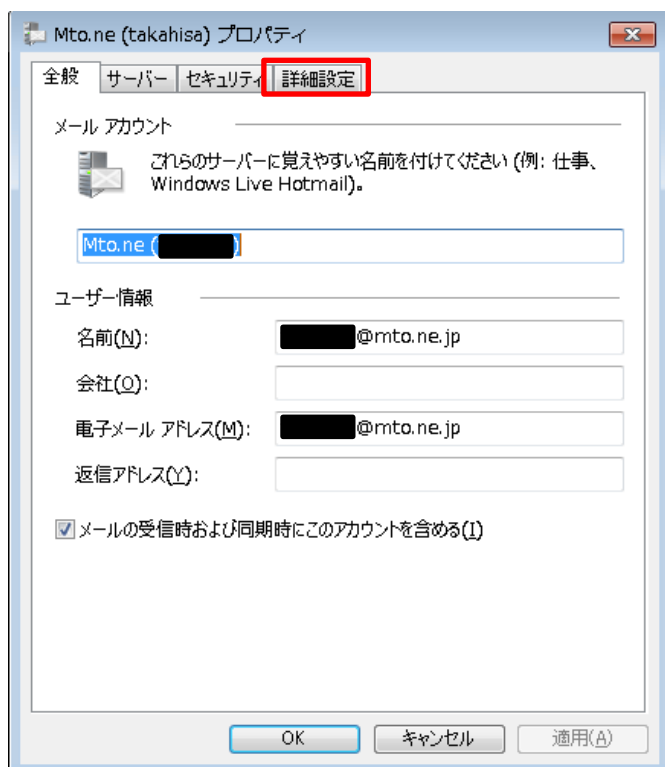 Mto.ne (takahisa) プロパティ
全般 サーバー セキュリティ 詳細設定
メール アカウント
これらのサーバーに覚えやすい名前を付けてください (例: 仕事、
Windows Live Hotmail)。
Mto.ne ( )
ユーザー情報
名前(N): @mto.ne.jp
会社(O):
電子メール アドレス(M): @mto.ne.jp
返信アドレス(Y):
メールの受信時および同期時にこのアカウントを含める(I)
OK キャンセル 適用(A)